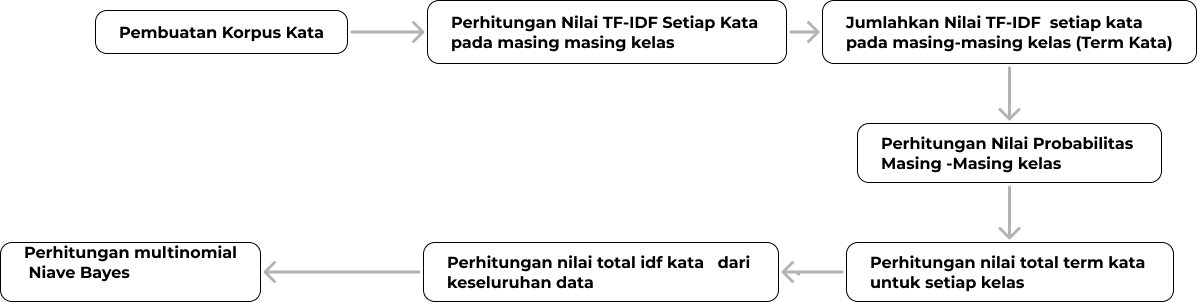 Pembuatan Korpus Kata
Perhitungan Nilai TF-IDF Setiap Kata
pada masing masing kelas
Jumlahkan Nilai TF-IDF setiap kata
pada masing-masing kelas (Term Kata)
Perhitungan Nilai Probabilitas
Masing -Masing kelas
Perhitungan nilai total term kata
untuk setiap kelas
Perhitungan nilai total idf kata dari
keseluruhan data
Perhitungan multinomial
Niave Bayes